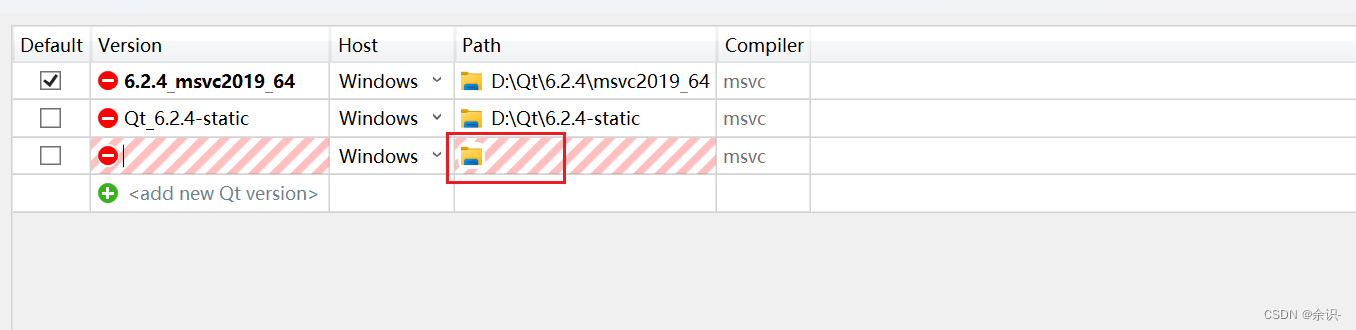 Default Version Host Path Compiler
6.2.4_msvc2019_64 Windows D:\Qt\6.2.4\msvc2019_64 msvc
Qt_6.2.4-static Windows D:\Qt\6.2.4-static msvc
Windows msvc
<add new Qt version>
CSDN @余识-